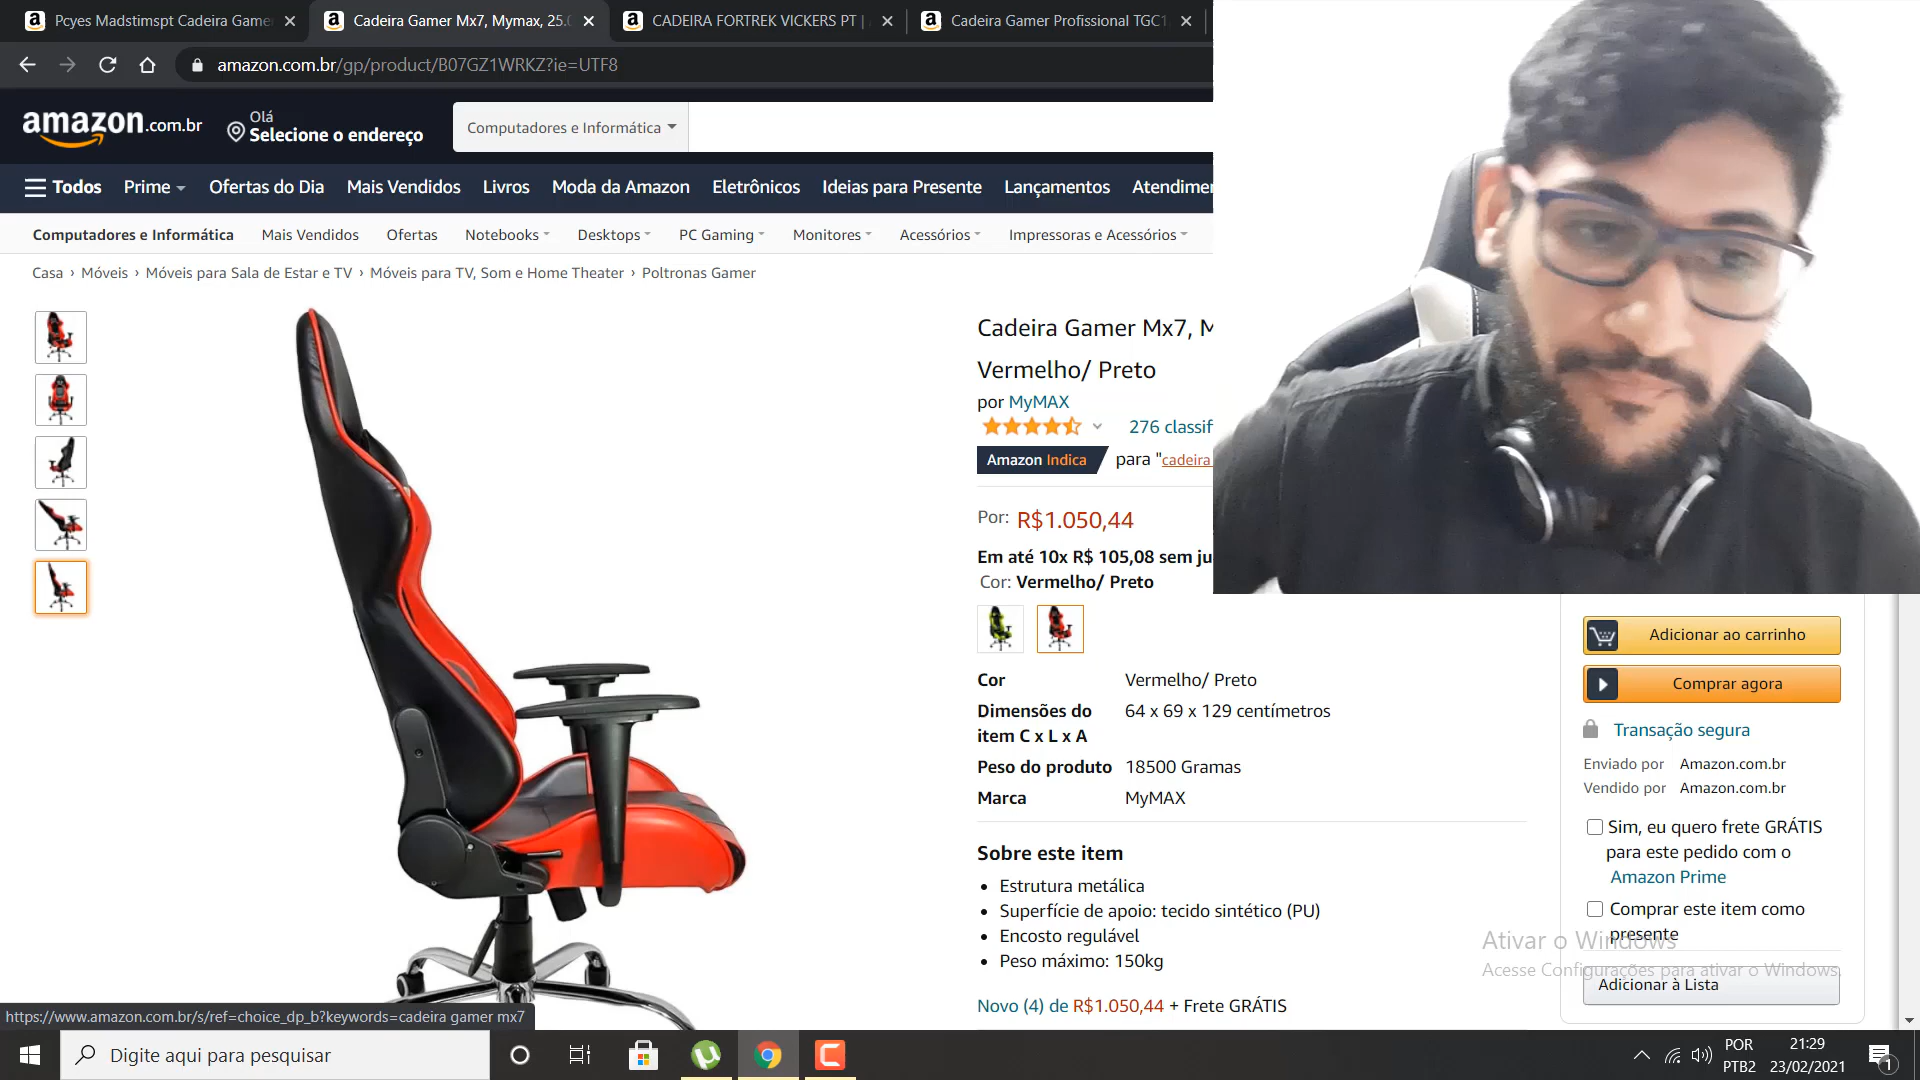 Pcyes Madstimspt Cadeira Game
Cadeira Gamer Mx7, Mymax, 25.0
CADEIRA FORTREK VICKERS PT |
Cadeira Gamer Profissional TGC1
amazon.com.br/gp/product/B07GZ1WRKZ?ie=UTF8
amazon.com.br
Olá
Selecione o endereço
Computadores e Informática
Todos
Prime
Ofertas do Dia
Mais Vendidos
Livros
Moda da Amazon
Eletrônicos
Ideias para Presente
Lançamentos
Atendimen
Computadores e Informática
Mais Vendidos
Ofertas
Notebooks
Desktops
PC Gaming
Monitores
Acessórios
Impressoras e Acessórios
Casa › Móveis › Móveis para Sala de Estar e TV › Móveis para TV, Som e Home Theater › Poltronas Gamer
Cadeira Gamer Mx7, M
Vermelho/ Preto
por MyMAX
276 classif
Amazon Indica
para "cadeira
Por: R$1.050,44
Em até 10x R$ 105,08 sem ju
Cor: Vermelho/ Preto
Cor Vermelho/ Preto
Dimensões do 64 x 69 x 129 centímetros
item C x L x A
Peso do produto 18500 Gramas
Marca MyMAX
Sobre este item
• Estrutura metálica
• Superfície de apoio: tecido sintético (PU)
• Encosto regulável
• Peso máximo: 150kg
Novo (4) de R$1.050,44 + Frete GRÁTIS
Adicionar ao carrinho
Comprar agora
Transação segura
Enviado por Amazon.com.br
Vendido por Amazon.com.br
Sim, eu quero frete GRÁTIS
para este pedido com o
Amazon Prime
Comprar este item como
presente
Ativar o Windows
Acesse Configurações para ativar o Windows.
Adicionar à Lista
https://www.amazon.com.br/s/ref=choice_dp_b?keywords=cadeira gamer mx7
Digite aqui para pesquisar
POR
PTB2
21:29
23/02/2021
1